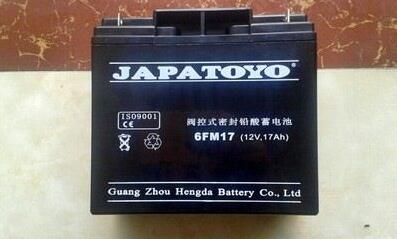 JAPATOYO
ISO9001
CE
阀控式密封铅酸蓄电池
6FM17 (12V,17Ah)
Guang Zhou Hengda Battery Co., Ltd